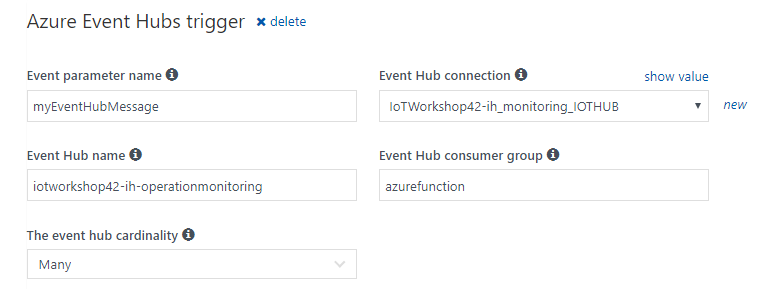 Azure Event Hubs trigger ✖ delete
Event parameter name
Event Hub connection
show value
myEventHubMessage
IoTWorkshop42-ih_monitoring_IOTHUB
new
Event Hub name
Event Hub consumer group
iotworkshop42-ih-operationmonitoring
azurefunction
The event hub cardinality
Many